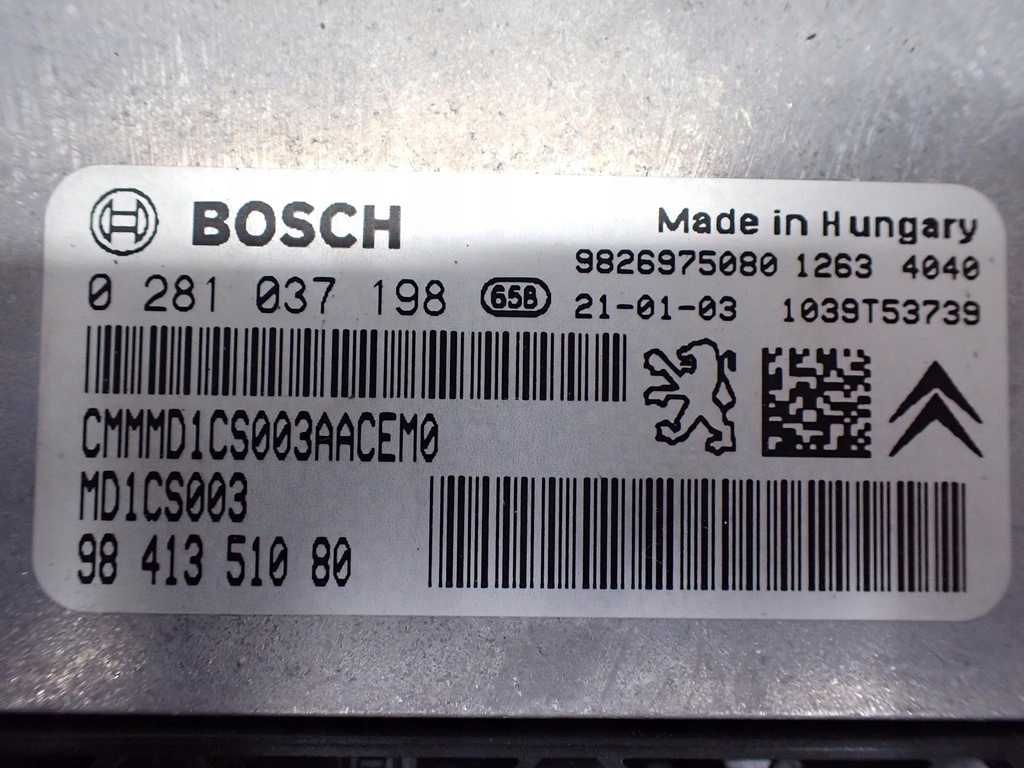 BOSCH
Made in Hungary
9826975080 1263 4040
0 281 037 198 65B 21-01-03 1039T53739
CMMMD1CS003AACEM0
MD1CS003
98 413 510 80